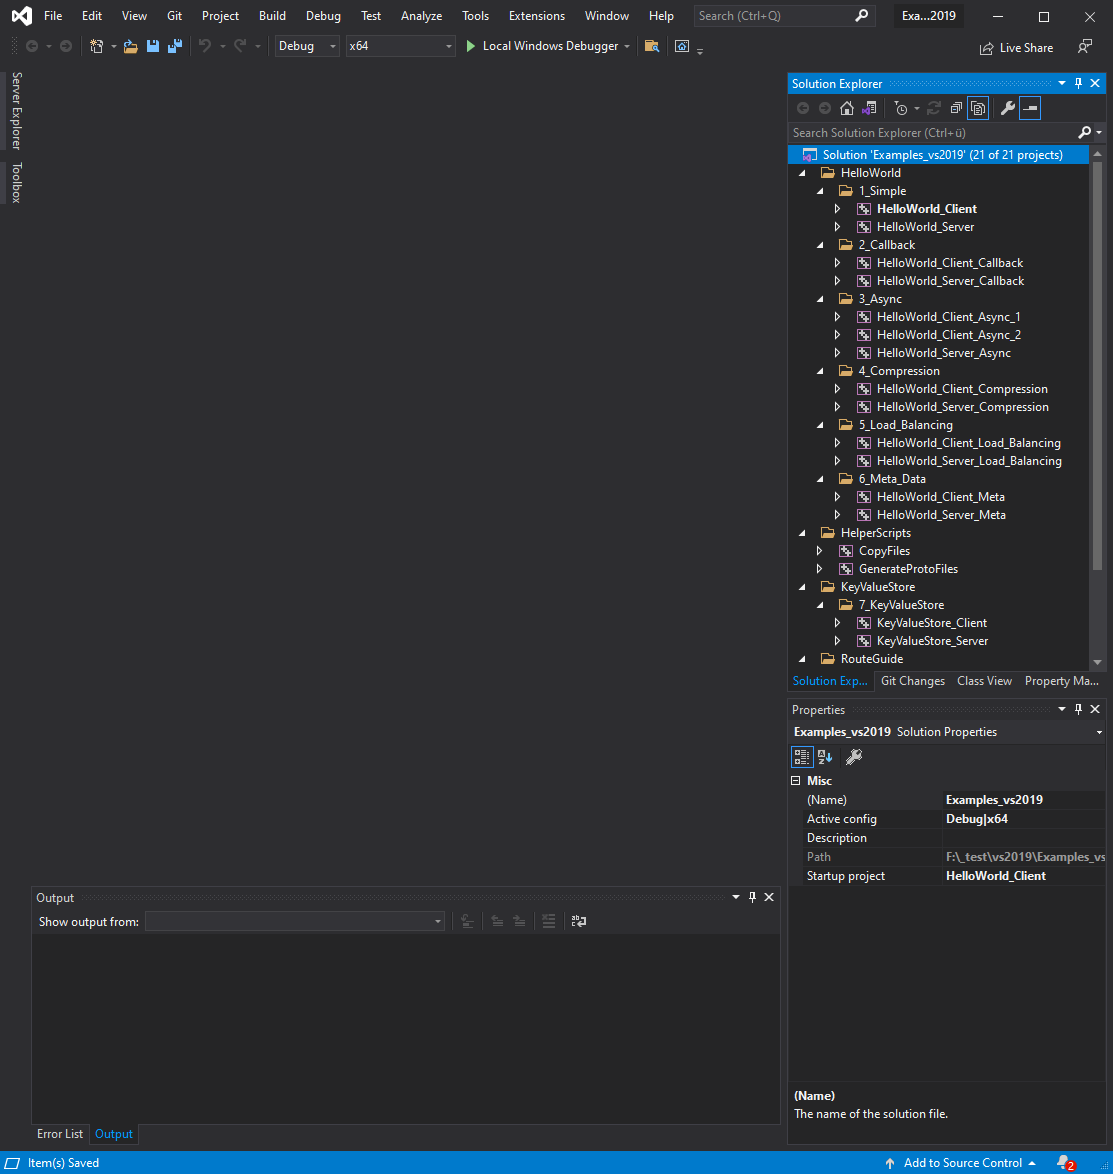 File Edit View Git Project Build Debug Test Analyze Tools Extensions Window Help Search (Ctrl+Q) Exa...2019
Debug x64 Local Windows Debugger Live Share
Server Explorer
Toolbox
Solution Explorer
Search Solution Explorer (Ctrl+ü)
Solution 'Examples_vs2019' (21 of 21 projects)
HelloWorld
1_Simple
HelloWorld_Client
HelloWorld_Server
2_Callback
HelloWorld_Client_Callback
HelloWorld_Server_Callback
3_Async
HelloWorld_Client_Async_1
HelloWorld_Client_Async_2
HelloWorld_Server_Async
4_Compression
HelloWorld_Client_Compression
HelloWorld_Server_Compression
5_Load_Balancing
HelloWorld_Client_Load_Balancing
HelloWorld_Server_Load_Balancing
6_Meta_Data
HelloWorld_Client_Meta
HelloWorld_Server_Meta
HelperScripts
CopyFiles
GenerateProtoFiles
KeyValueStore
7_KeyValueStore
KeyValueStore_Client
KeyValueStore_Server
RouteGuide
Solution Exp... Git Changes Class View Property Ma...
Properties
Examples_vs2019 Solution Properties
Misc
(Name) Examples_vs2019
Active config Debug|x64
Description
Path F:\_test\vs2019\Examples_vs
Startup project HelloWorld_Client
(Name)
The name of the solution file.
Output
Show output from:
Error List Output
Item(s) Saved Add to Source Control 2